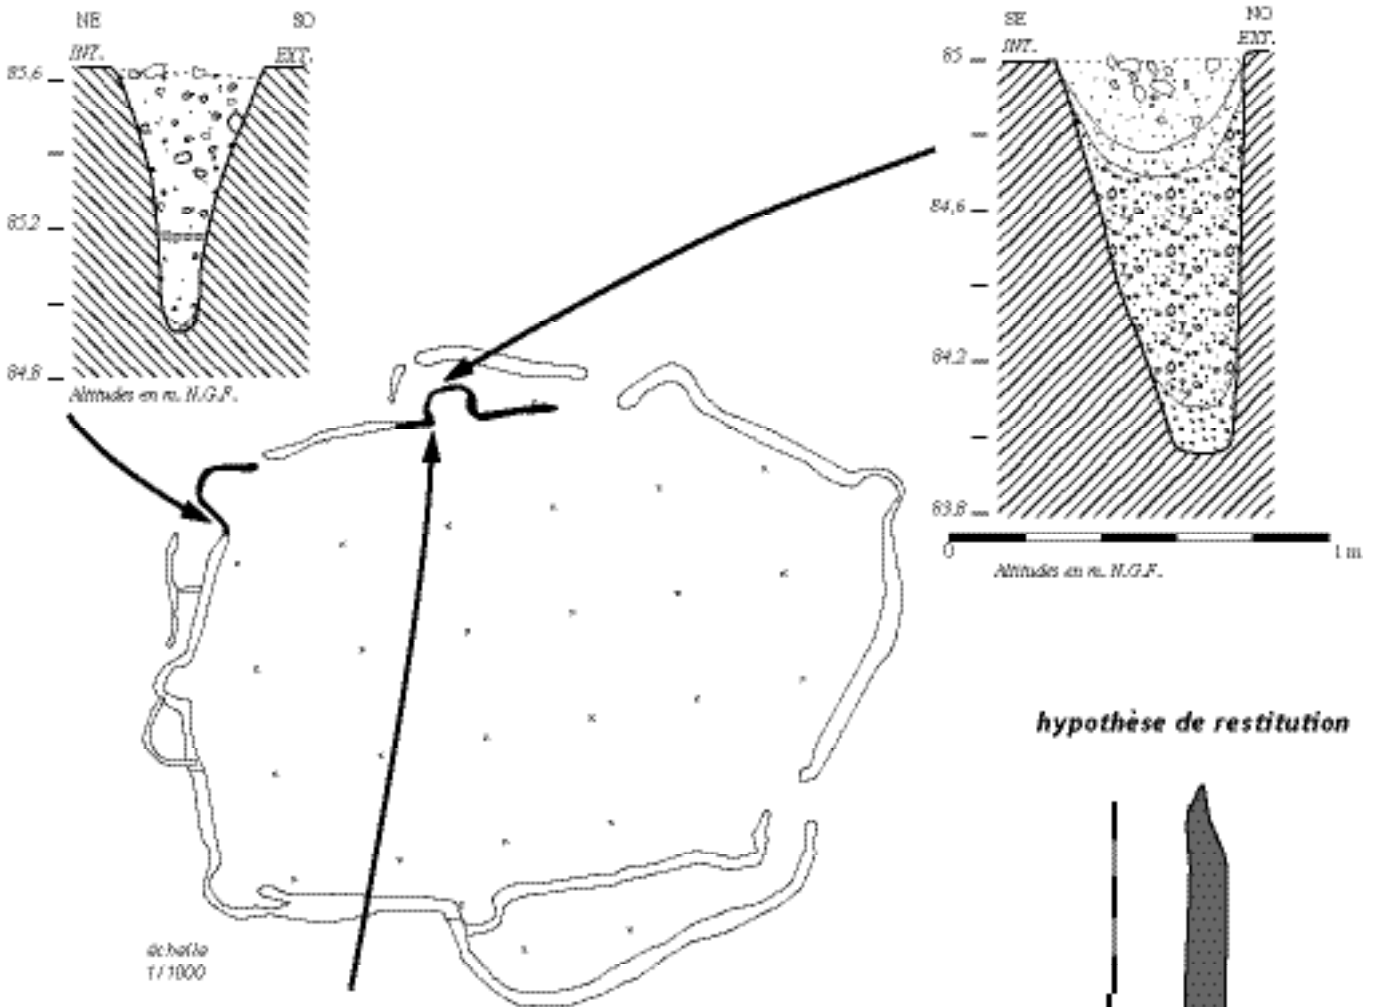 NE SO
INT. EXT.
85,6
85,2
84,8
Altitudes en m. N.G.F.
SE NO
INT. EXT.
85
84,6
84,2
83,8
0 1 m
Altitudes en m. N.G.F.
hypothèse de restitution
échelle
1/1000